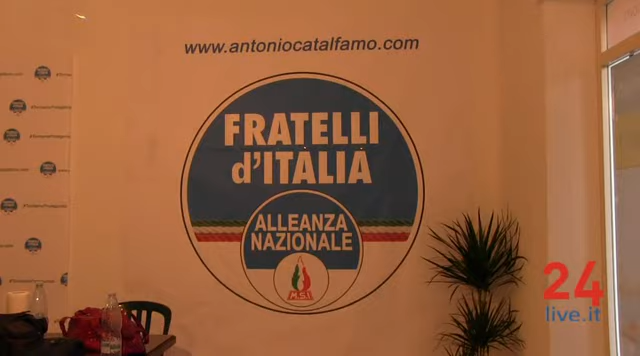 www.antoniocatalfamo.com
FRATELLI
d'ITALIA
ALLEANZA
NAZIONALE
M.S.I.
24
live.it